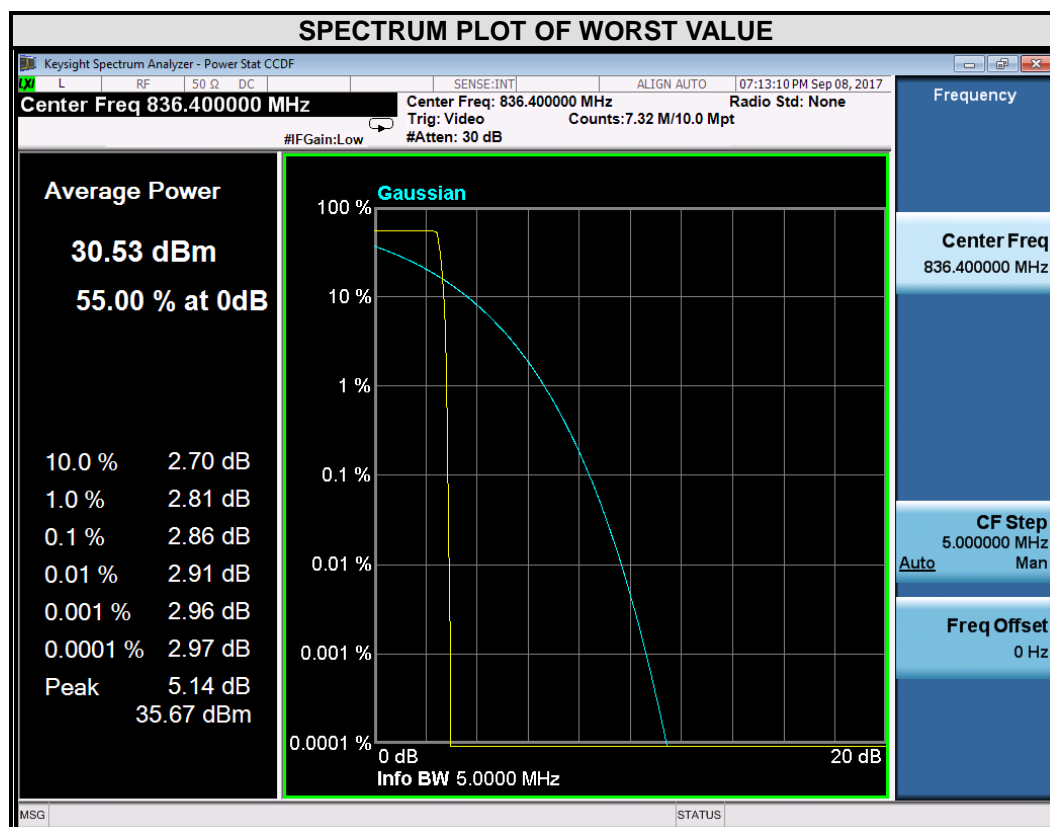 SPECTRUM PLOT OF WORST VALUE
Keysight Spectrum Analyzer - Power Stat CCDF
LXI L RF 50 Ω DC SENSE:INT ALIGN AUTO 07:13:10 PM Sep 08, 2017
Center Freq 836.400000 MHz
Center Freq: 836.400000 MHz Radio Std: None
Trig: Video Counts:7.32 M/10.0 Mpt
#IFGain:Low #Atten: 30 dB
Average Power
30.53 dBm
55.00 % at 0dB
10.0 % 2.70 dB
1.0 % 2.81 dB
0.1 % 2.86 dB
0.01 % 2.91 dB
0.001 % 2.96 dB
0.0001 % 2.97 dB
Peak 5.14 dB
35.67 dBm
Gaussian
100 %
10 %
1 %
0.1 %
0.01 %
0.001 %
0.0001 %
0 dB 20 dB
Info BW 5.0000 MHz
Frequency
Center Freq
836.400000 MHz
CF Step
5.000000 MHz
Auto Man
Freq Offset
0 Hz
MSG STATUS